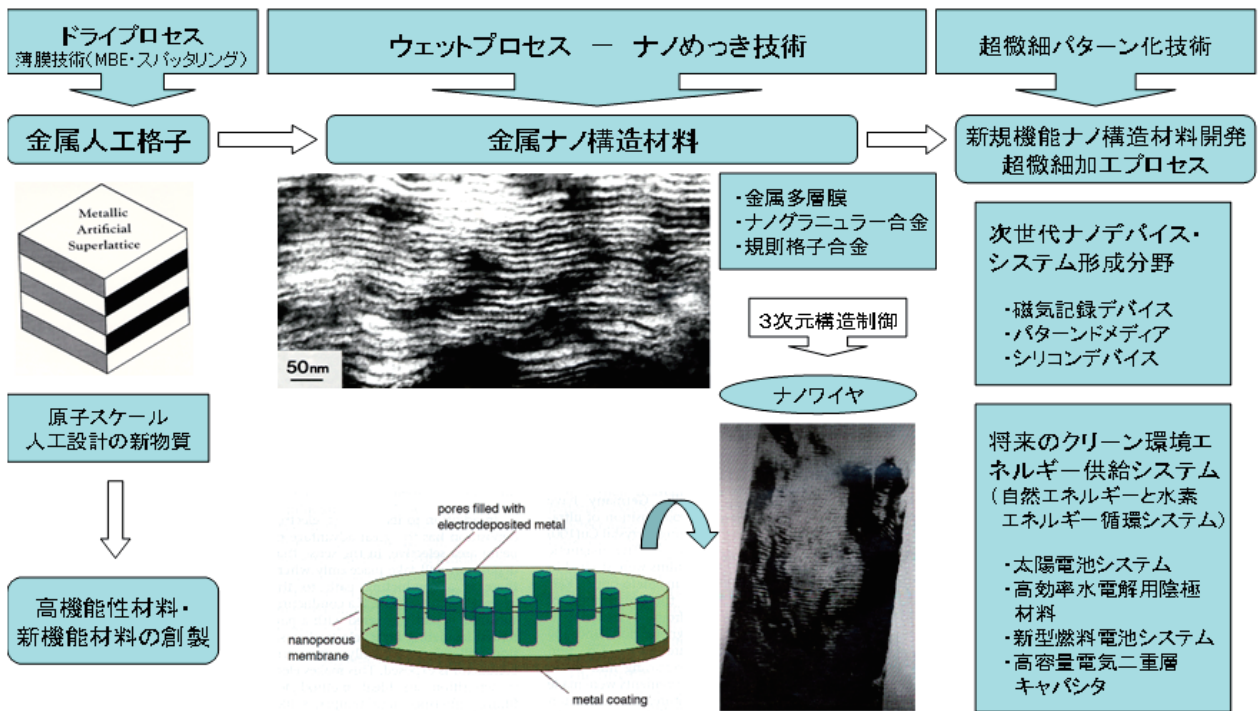 ドライプロセス
薄膜技術(MBE・スパッタリング)
ウェットプロセス － ナノめっき技術
超微細パターン化技術
金属人工格子
金属ナノ構造材料
新規機能ナノ構造材料開発
超微細加工プロセス
Metallic
Artificial
Superlattice
50nm
・金属多層膜
・ナノグラニュラー合金
・規則格子合金
3次元構造制御
ナノワイヤ
原子スケール
人工設計の新物質
高機能性材料・
新機能材料の創製
pores filled with
electrodeposited metal
nanoporous
membrane
metal coating
次世代ナノデバイス・
システム形成分野
・磁気記録デバイス
・パターンドメディア
・シリコンデバイス
将来のクリーン環境エ
ネルギー供給システム
(自然エネルギーと水素
エネルギー循環システム)
・太陽電池システム
・高効率水電解用陰極
材料
・新型燃料電池システム
・高容量電気二重層
キャパシタ